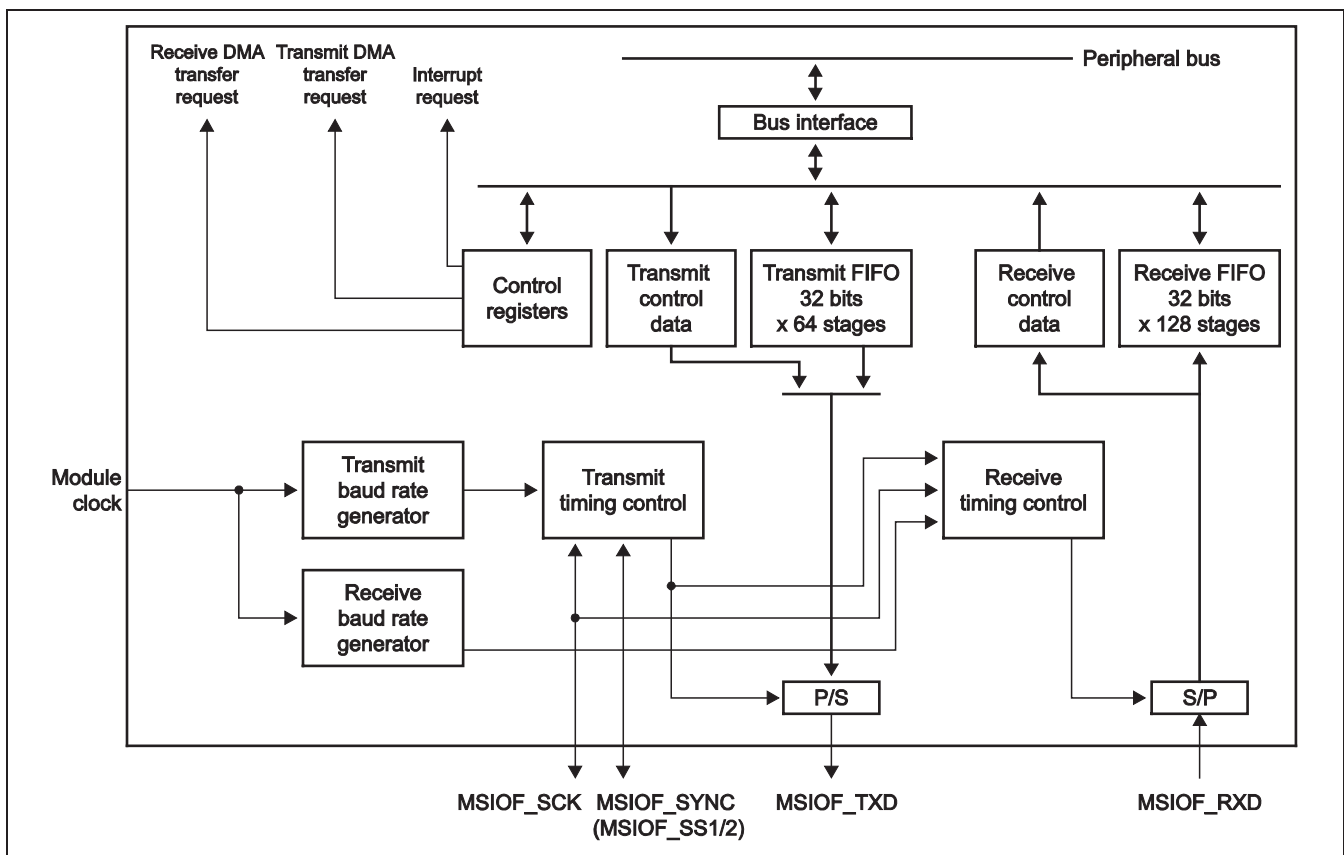 Receive DMA
transfer
request
Transmit DMA
transfer
request
Interrupt
request
Peripheral bus
Bus interface
Control
registers
Transmit
control
data
Transmit FIFO
32 bits
x 64 stages
Receive
control
data
Receive FIFO
32 bits
x 128 stages
Module
clock
Transmit
baud rate
generator
Transmit
timing control
Receive
timing control
Receive
baud rate
generator
P/S
S/P
MSIOF_SCK
MSIOF_SYNC
(MSIOF_SS1/2)
MSIOF_TXD
MSIOF_RXD